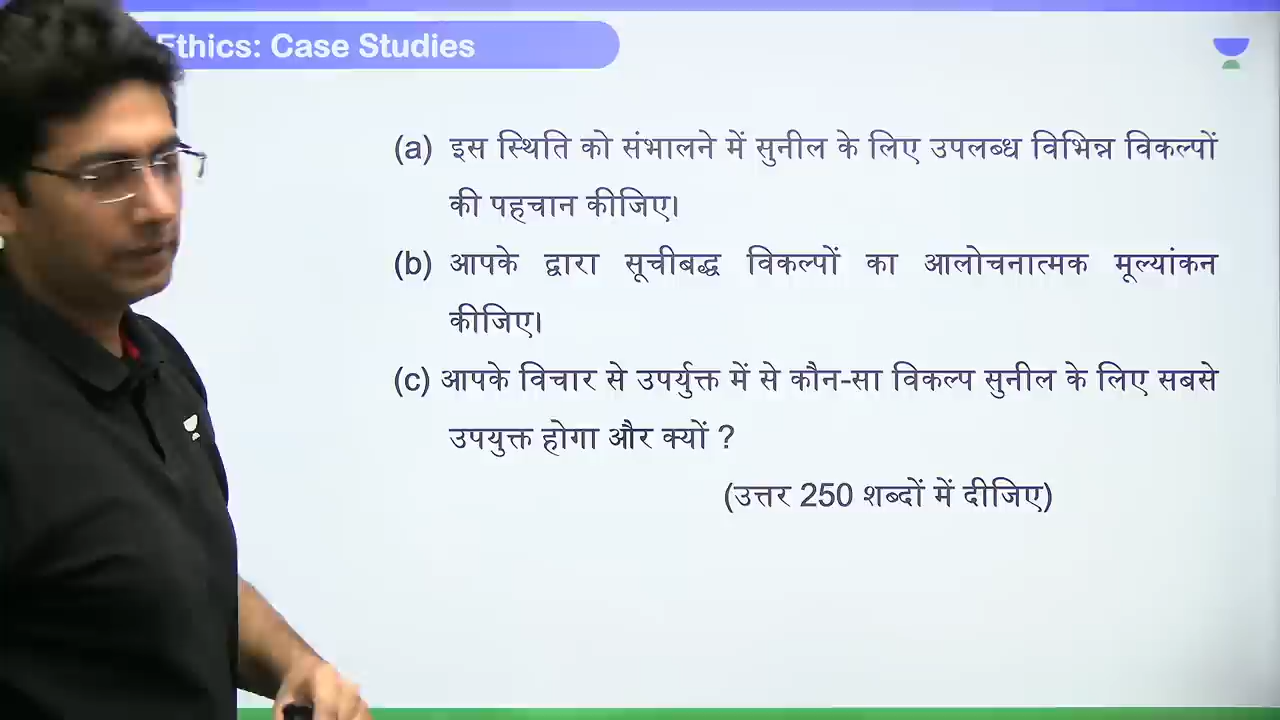 Ethics: Case Studies
(a) इस स्थिति को संभालने में सुनील के लिए उपलब्ध विभिन्न विकल्पों
की पहचान कीजिए।
(b) आपके द्वारा सूचीबद्ध विकल्पों का आलोचनात्मक मूल्यांकन
कीजिए।
(c) आपके विचार से उपर्युक्त में से कौन-सा विकल्प सुनील के लिए सबसे
उपयुक्त होगा और क्यों ?
(उत्तर 250 शब्दों में दीजिए)